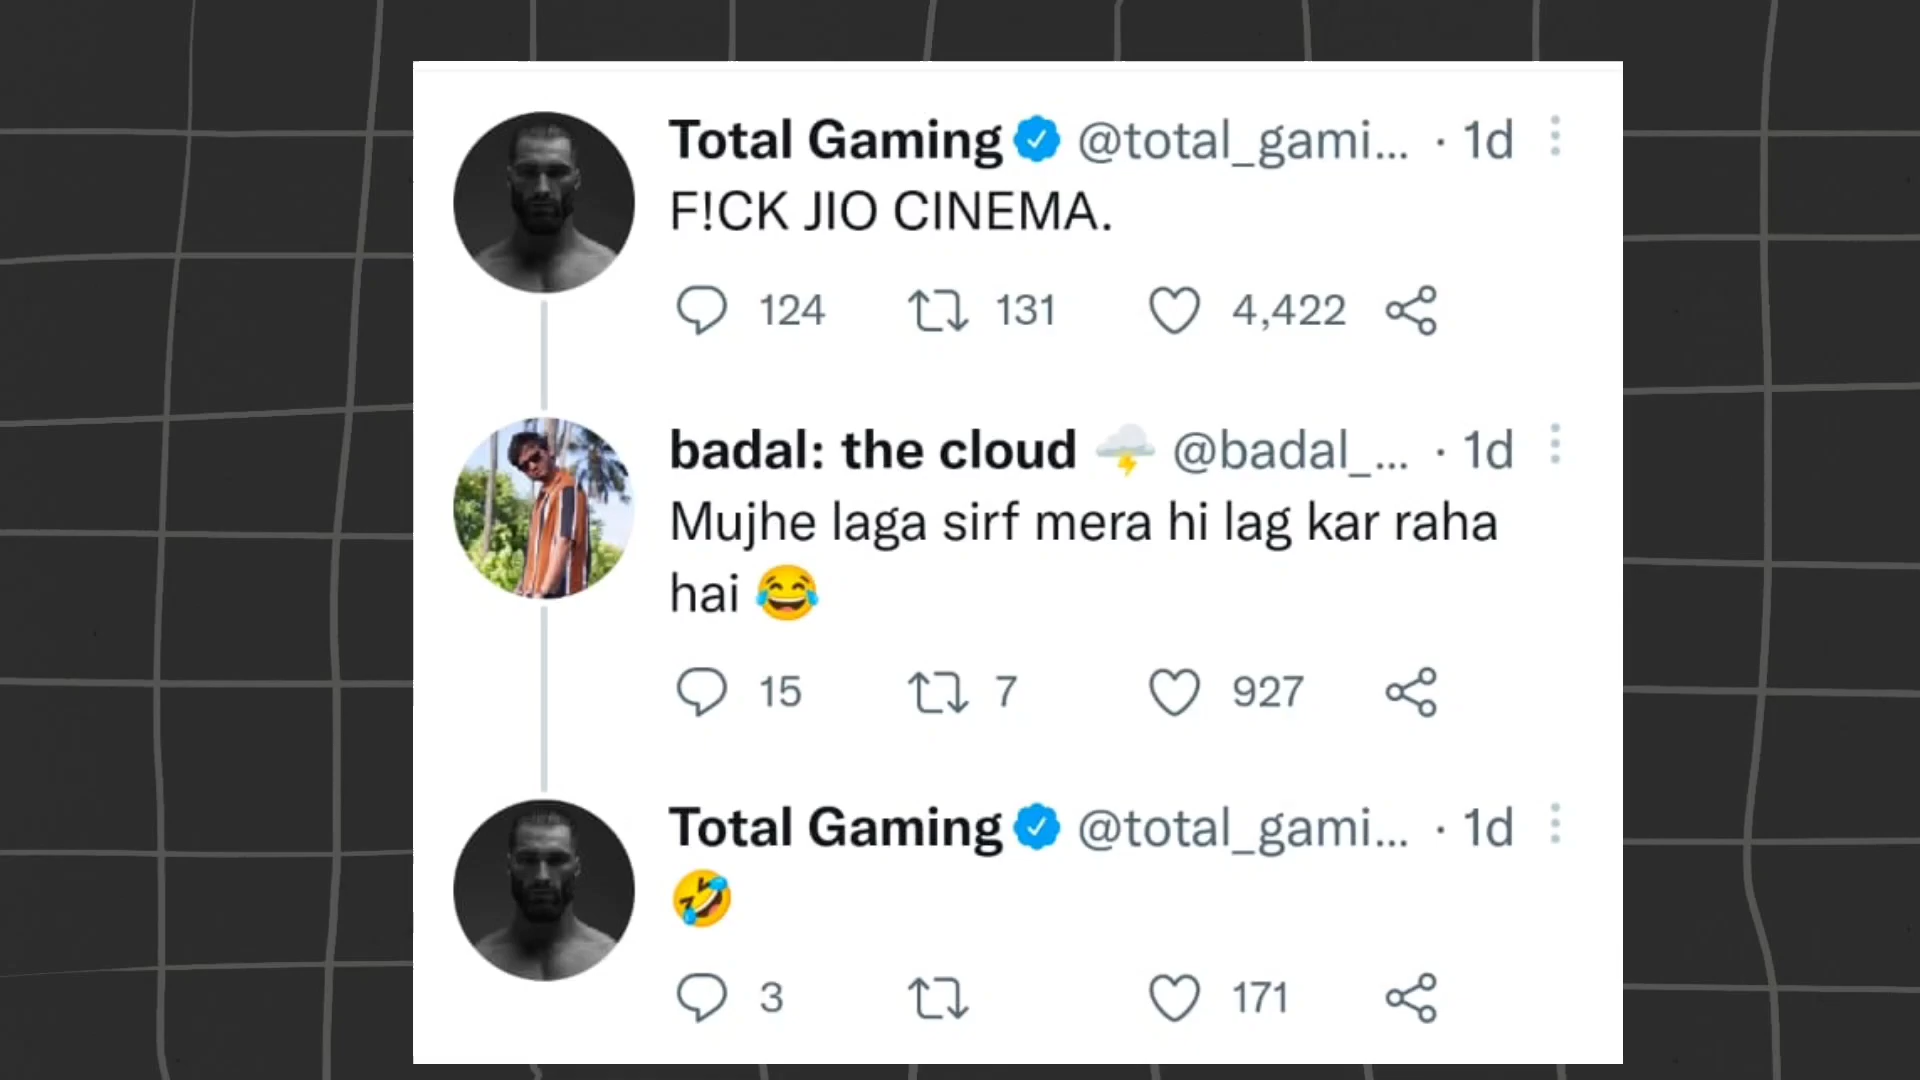 Total Gaming @total_gami... · 1d
F!CK JIO CINEMA.
124 131 4,422
badal: the cloud 🌩️ @badal_... · 1d
Mujhe laga sirf mera hi lag kar raha
hai 😂
15 7 927
Total Gaming @total_gami... · 1d
🤣
3 171